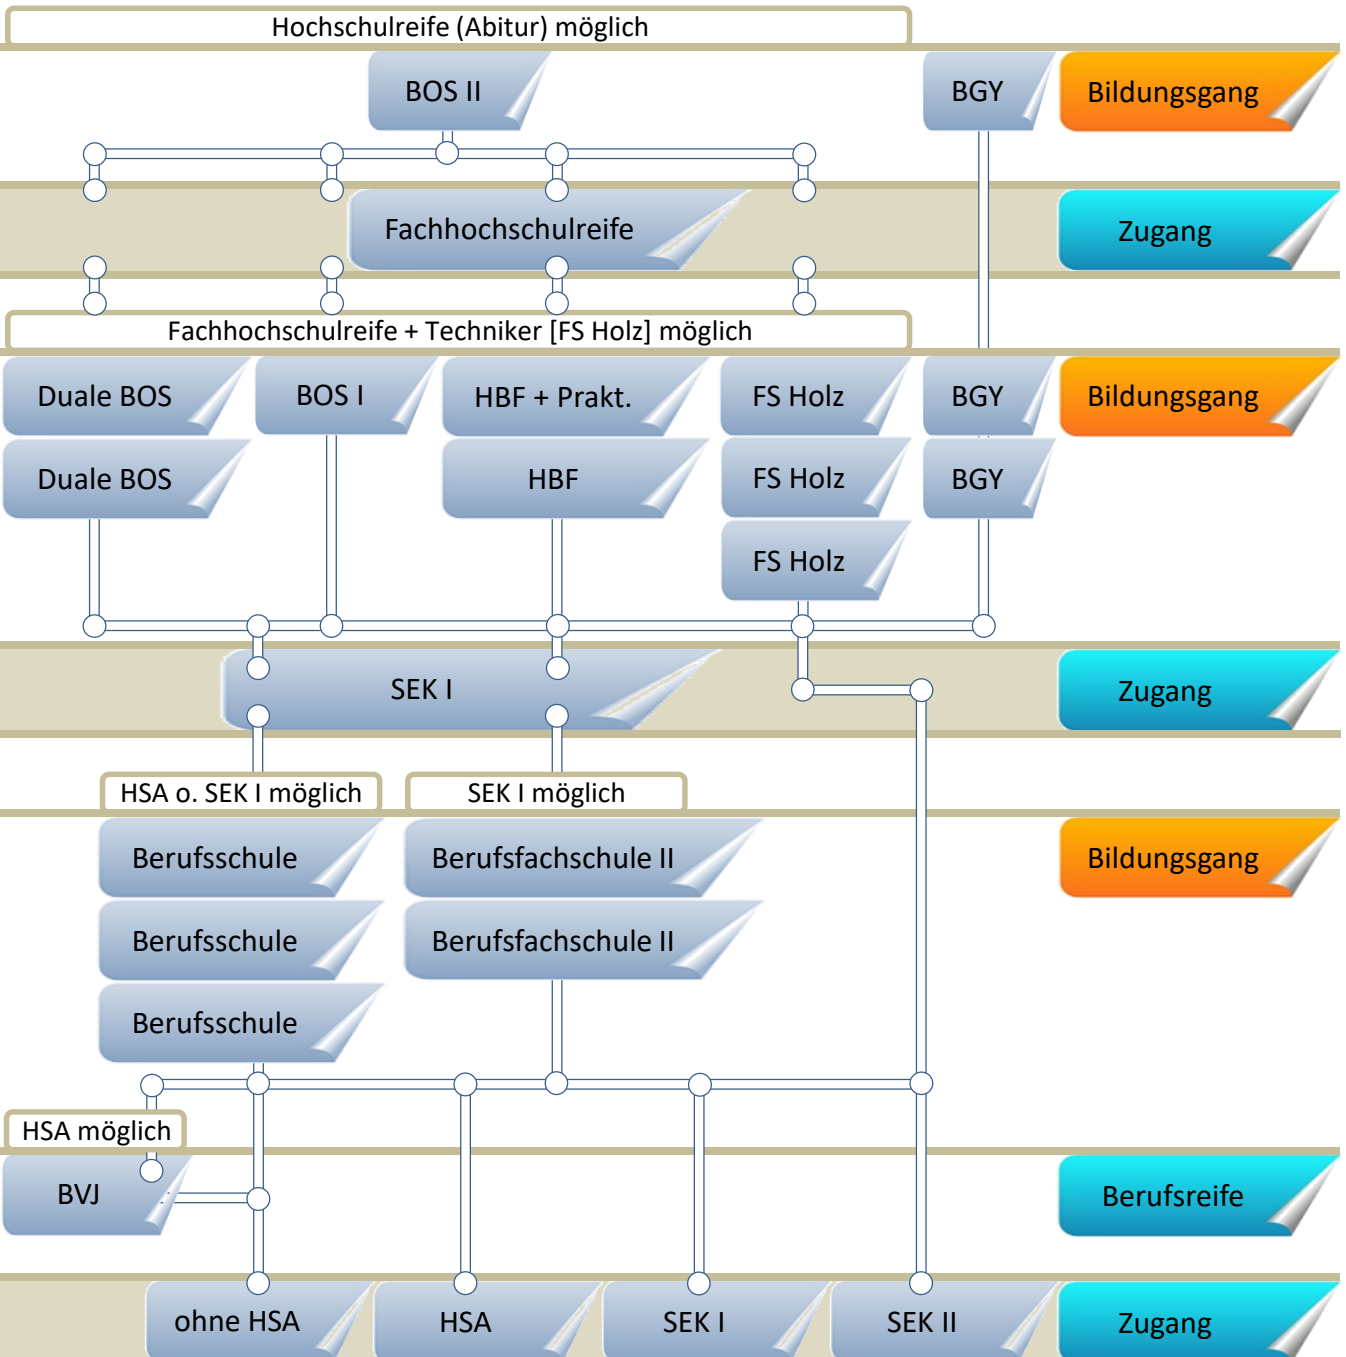 Hochschulreife (Abitur) möglich
BOS II
BGY
Bildungsgang
Fachhochschulreife
Zugang
Fachhochschulreife + Techniker [FS Holz] möglich
Duale BOS
BOS I
HBF + Prakt.
FS Holz
BGY
Bildungsgang
Duale BOS
HBF
FS Holz
BGY
FS Holz
SEK I
Zugang
HSA o. SEK I möglich
SEK I möglich
Berufsschule
Berufsfachschule II
Bildungsgang
Berufsschule
Berufsfachschule II
Berufsschule
HSA möglich
BVJ
Berufsreife
ohne HSA
HSA
SEK I
SEK II
Zugang